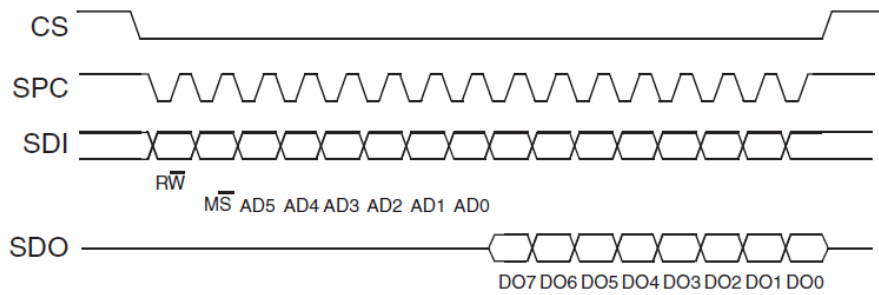 CS
SPC
SDI
RW̅
MS̅ AD5 AD4 AD3 AD2 AD1 AD0
SDO
DO7 DO6 DO5 DO4 DO3 DO2 DO1 DO0